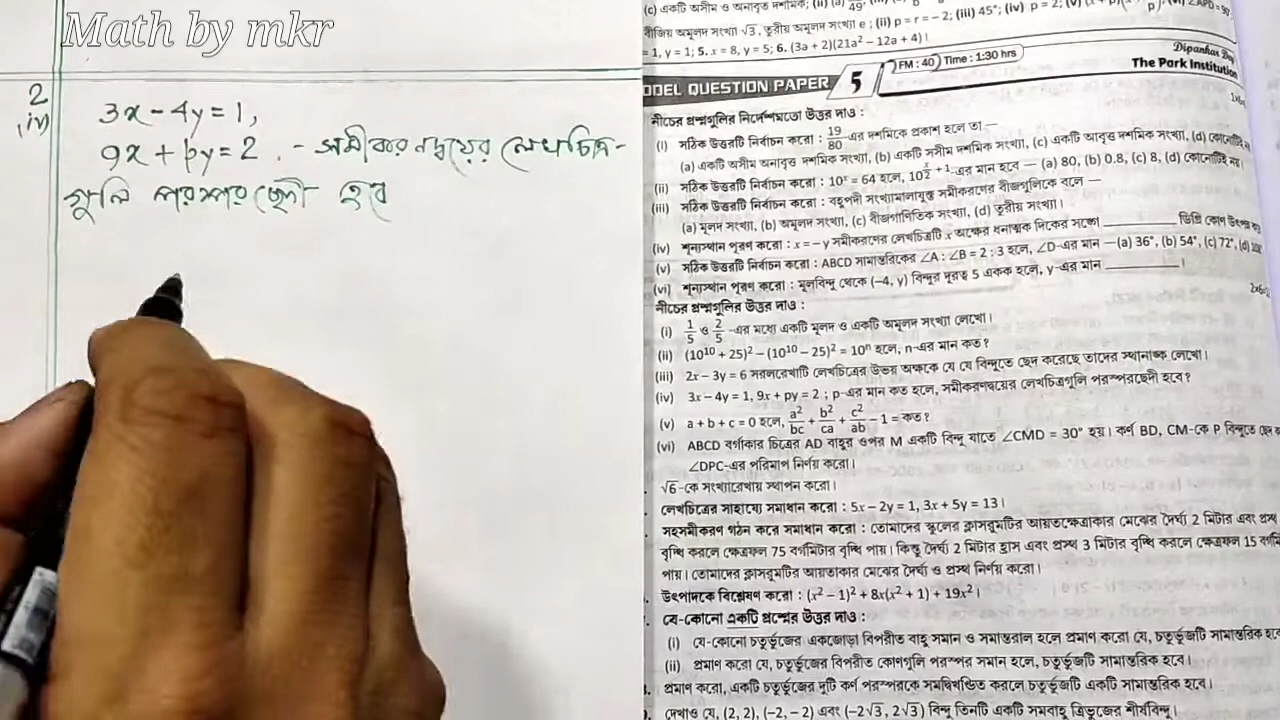 Math by mkr
2
(iv)
3x - 4y = 1,
9x + py = 2 . - সমীকরনদ্বয়ের লেখচিত্র-
গুলি পরস্পরছেদী হবে
(c) একটি অসীম ও অনাবৃত দশমিক; (ii) (a)
বীজিয় অমূলদ সংখ্যা √3, তুরীয় অমূলদ সংখ্যা e; (ii) p = r = – 2; (iii) 45°; (iv) p = 2;
= 1, y = 1; 5. x = 8, y = 5; 6. (3a + 2)(21a² – 12a + 4)।
ODEL QUESTION PAPER 5 FM : 40 Time : 1:30 hrs
Dipankar
The Park Institution
নীচের প্রশ্নগুলির নির্দেশমতো উত্তর দাও :
(i) সঠিক উত্তরটি নির্বাচন করো : 19/80-এর দশমিকে প্রকাশ হলে তা —
(a) একটি অসীম অনাবৃত দশমিক সংখ্যা, (b) একটি সসীম দশমিক সংখ্যা, (c) একটি আবৃত্ত দশমিক সংখ্যা, (d) কোনোটিই
(ii) সঠিক উত্তরটি নির্বাচন করো : 10ˣ = 64 হলে, 10^(x/2 + 1)-এর মান হবে — (a) 80, (b) 0.8, (c) 8, (d) কোনোটিই নয়।
(iii) সঠিক উত্তরটি নির্বাচন করো : বহুপদী সংখ্যামালাযুক্ত সমীকরণের বীজগুলিকে বলে —
(a) মূলদ সংখ্যা, (b) অমূলদ সংখ্যা, (c) বীজগাণিতিক সংখ্যা, (d) তুরীয় সংখ্যা।
(iv) শূন্যস্থান পূরণ করো : x = – y সমীকরণের লেখচিত্রটি x অক্ষের ধনাত্মক দিকের সঙ্গে ________ ডিগ্রি কোণ উৎপন্ন
(v) সঠিক উত্তরটি নির্বাচন করো : ABCD সামান্তরিকের ∠A : ∠B = 2 : 3 হলে, ∠D-এর মান — (a) 36°, (b) 54°, (c) 72°, (d)
(vi) শূন্যস্থান পূরণ করো : মূলবিন্দু থেকে (–4, y) বিন্দুর দূরত্ব 5 একক হলে, y-এর মান ________।
নীচের প্রশ্নগুলির উত্তর দাও :
(i) 1/5 ও 2/5-এর মধ্যে একটি মূলদ ও একটি অমূলদ সংখ্যা লেখো।
(ii) (10¹⁰ + 25)² – (10¹⁰ – 25)² = 10ⁿ হলে, n-এর মান কত?
(iii) 2x – 3y = 6 সরলরেখাটি লেখচিত্রের উভয় অক্ষকে যে যে বিন্দুতে ছেদ করেছে তাদের স্থানাঙ্ক লেখো।
(iv) 3x – 4y = 1, 9x + py = 2 ; p-এর মান কত হলে, সমীকরণদ্বয়ের লেখচিত্রগুলি পরস্পরছেদী হবে?
(v) a + b + c = 0 হলে, a²/bc + b²/ca + c²/ab – 1 = কত?
(vi) ABCD বর্গাকার চিত্রের AD বাহুর ওপর M একটি বিন্দু যাতে ∠CMD = 30° হয়। কর্ণ BD, CM-কে P বিন্দুতে ছেদ
∠DPC-এর পরিমাপ নির্ণয় করো।
√6-কে সংখ্যারেখায় স্থাপন করো।
লেখচিত্রের সাহায্যে সমাধান করো : 5x – 2y = 1, 3x + 5y = 13।
সহসমীকরণ গঠন করে সমাধান করো : তোমাদের স্কুলের ক্লাসরুমটির আয়তক্ষেত্রাকার মেঝের দৈর্ঘ্য 2 মিটার এবং প্রস্থ
বৃদ্ধি করলে ক্ষেত্রফল 75 বর্গমিটার বৃদ্ধি পায়। কিন্তু দৈর্ঘ্য 2 মিটার হ্রাস এবং প্রস্থ 3 মিটার বৃদ্ধি করলে ক্ষেত্রফল 15
পায়। তোমাদের ক্লাসরুমটির আয়তাকার মেঝের দৈর্ঘ্য ও প্রস্থ নির্ণয় করো।
উৎপাদকে বিশ্লেষণ করো : (x² – 1)² + 8x(x² + 1) + 19x²।
যে-কোনো একটি প্রশ্নের উত্তর দাও :
(i) যে-কোনো চতুর্ভুজের একজোড়া বিপরীত বাহু সমান ও সমান্তরাল হলে প্রমাণ করো যে, চতুর্ভুজটি সামান্তরিক
(ii) প্রমাণ করো যে, চতুর্ভুজের বিপরীত কোণগুলি পরস্পর সমান হলে, চতুর্ভুজটি সামান্তরিক হবে।
প্রমাণ করো, একটি চতুর্ভুজের দুটি কর্ণ পরস্পরকে সমদ্বিখণ্ডিত করলে চতুর্ভুজটি একটি সামান্তরিক হবে।
দেখাও যে, (2, 2), (–2, – 2) এবং (–2√3, 2√3) বিন্দু তিনটি একটি সমবাহু ত্রিভুজের শীর্ষবিন্দু।